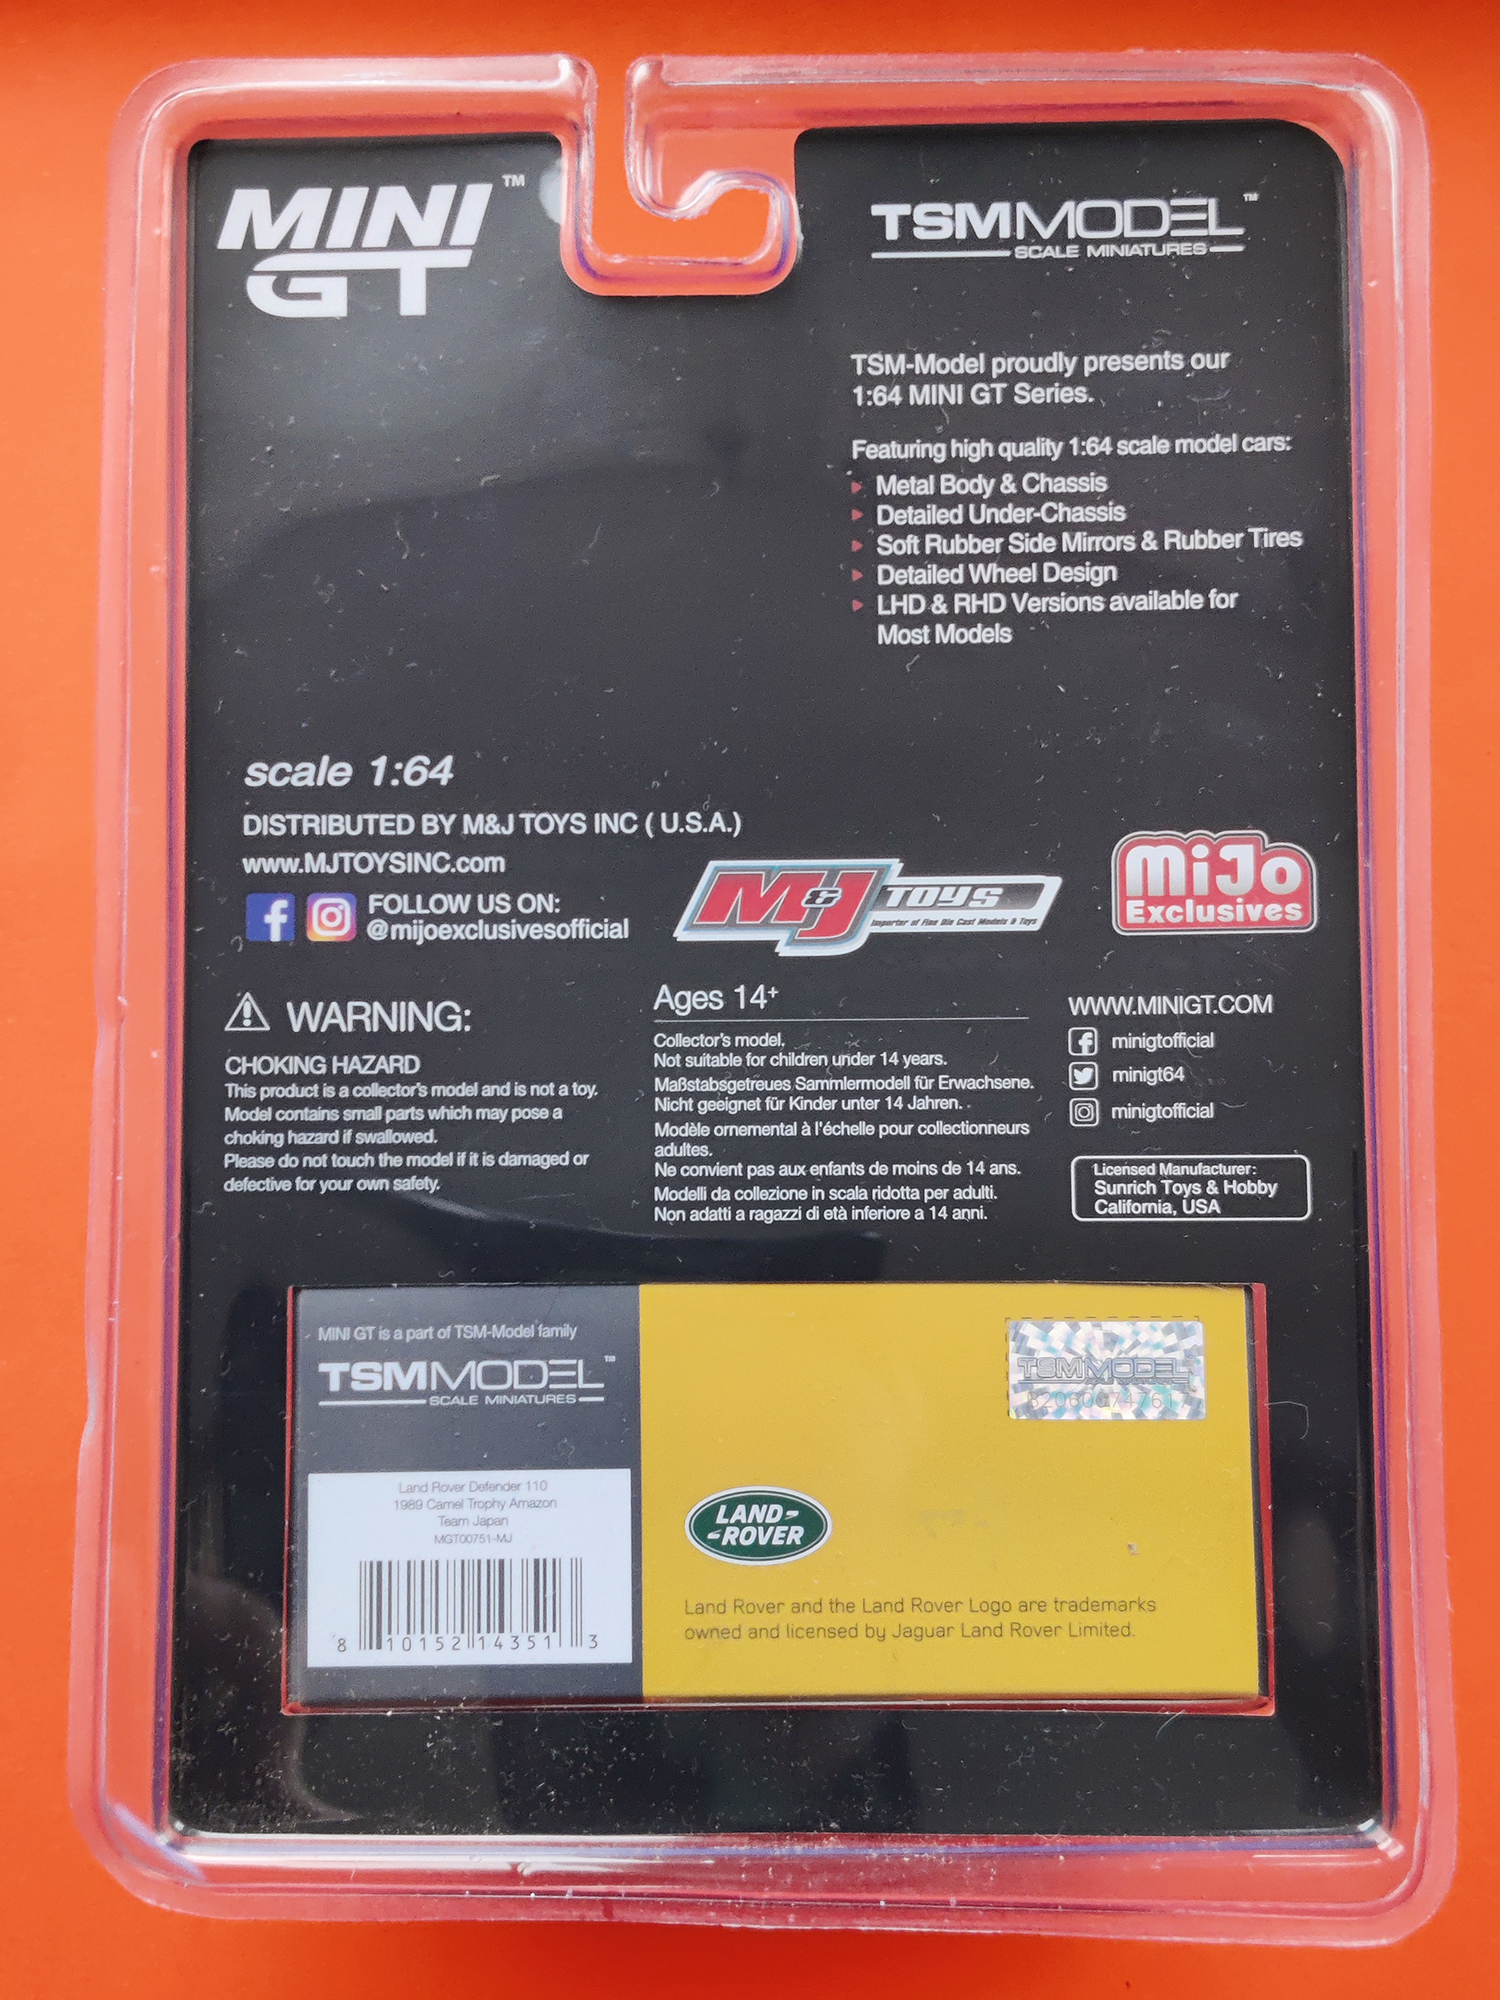 MINI GT™
TSMMODEL™
SCALE MINIATURES
TSM-Model proudly presents our
1:64 MINI GT Series.
Featuring high quality 1:64 scale model cars:
Metal Body & Chassis
Detailed Under-Chassis
Soft Rubber Side Mirrors & Rubber Tires
Detailed Wheel Design
LHD & RHD Versions available for
Most Models
scale 1:64
DISTRIBUTED BY M&J TOYS INC ( U.S.A.)
www.MJTOYSINC.com
FOLLOW US ON:
@mijoexclusivesofficial
M&J TOYS
Importer of Fine Die Cast Models & Toys
MiJo
Exclusives
WARNING:
CHOKING HAZARD
This product is a collector's model and is not a toy.
Model contains small parts which may pose a
choking hazard if swallowed.
Please do not touch the model if it is damaged or
defective for your own safety.
Ages 14+
Collector's model.
Not suitable for children under 14 years.
Maßstabsgetreues Sammlermodell für Erwachsene.
Nicht geeignet für Kinder unter 14 Jahren.
Modèle ornemental à l'échelle pour collectionneurs
adultes.
Ne convient pas aux enfants de moins de 14 ans.
Modelli da collezione in scala ridotta per adulti.
Non adatti a ragazzi di età inferiore a 14 anni.
WWW.MINIGT.COM
minigtofficial
minigt64
minigtofficial
Licensed Manufacturer:
Sunrich Toys & Hobby
California, USA
MINI GT is a part of TSM-Model family
TSMMODEL™
SCALE MINIATURES
Land Rover Defender 110
1989 Camel Trophy Amazon
Team Japan
MGT00751-MJ
8 10152 14351 3
TSMMODEL
LAND
ROVER
Land Rover and the Land Rover Logo are trademarks
owned and licensed by Jaguar Land Rover Limited.